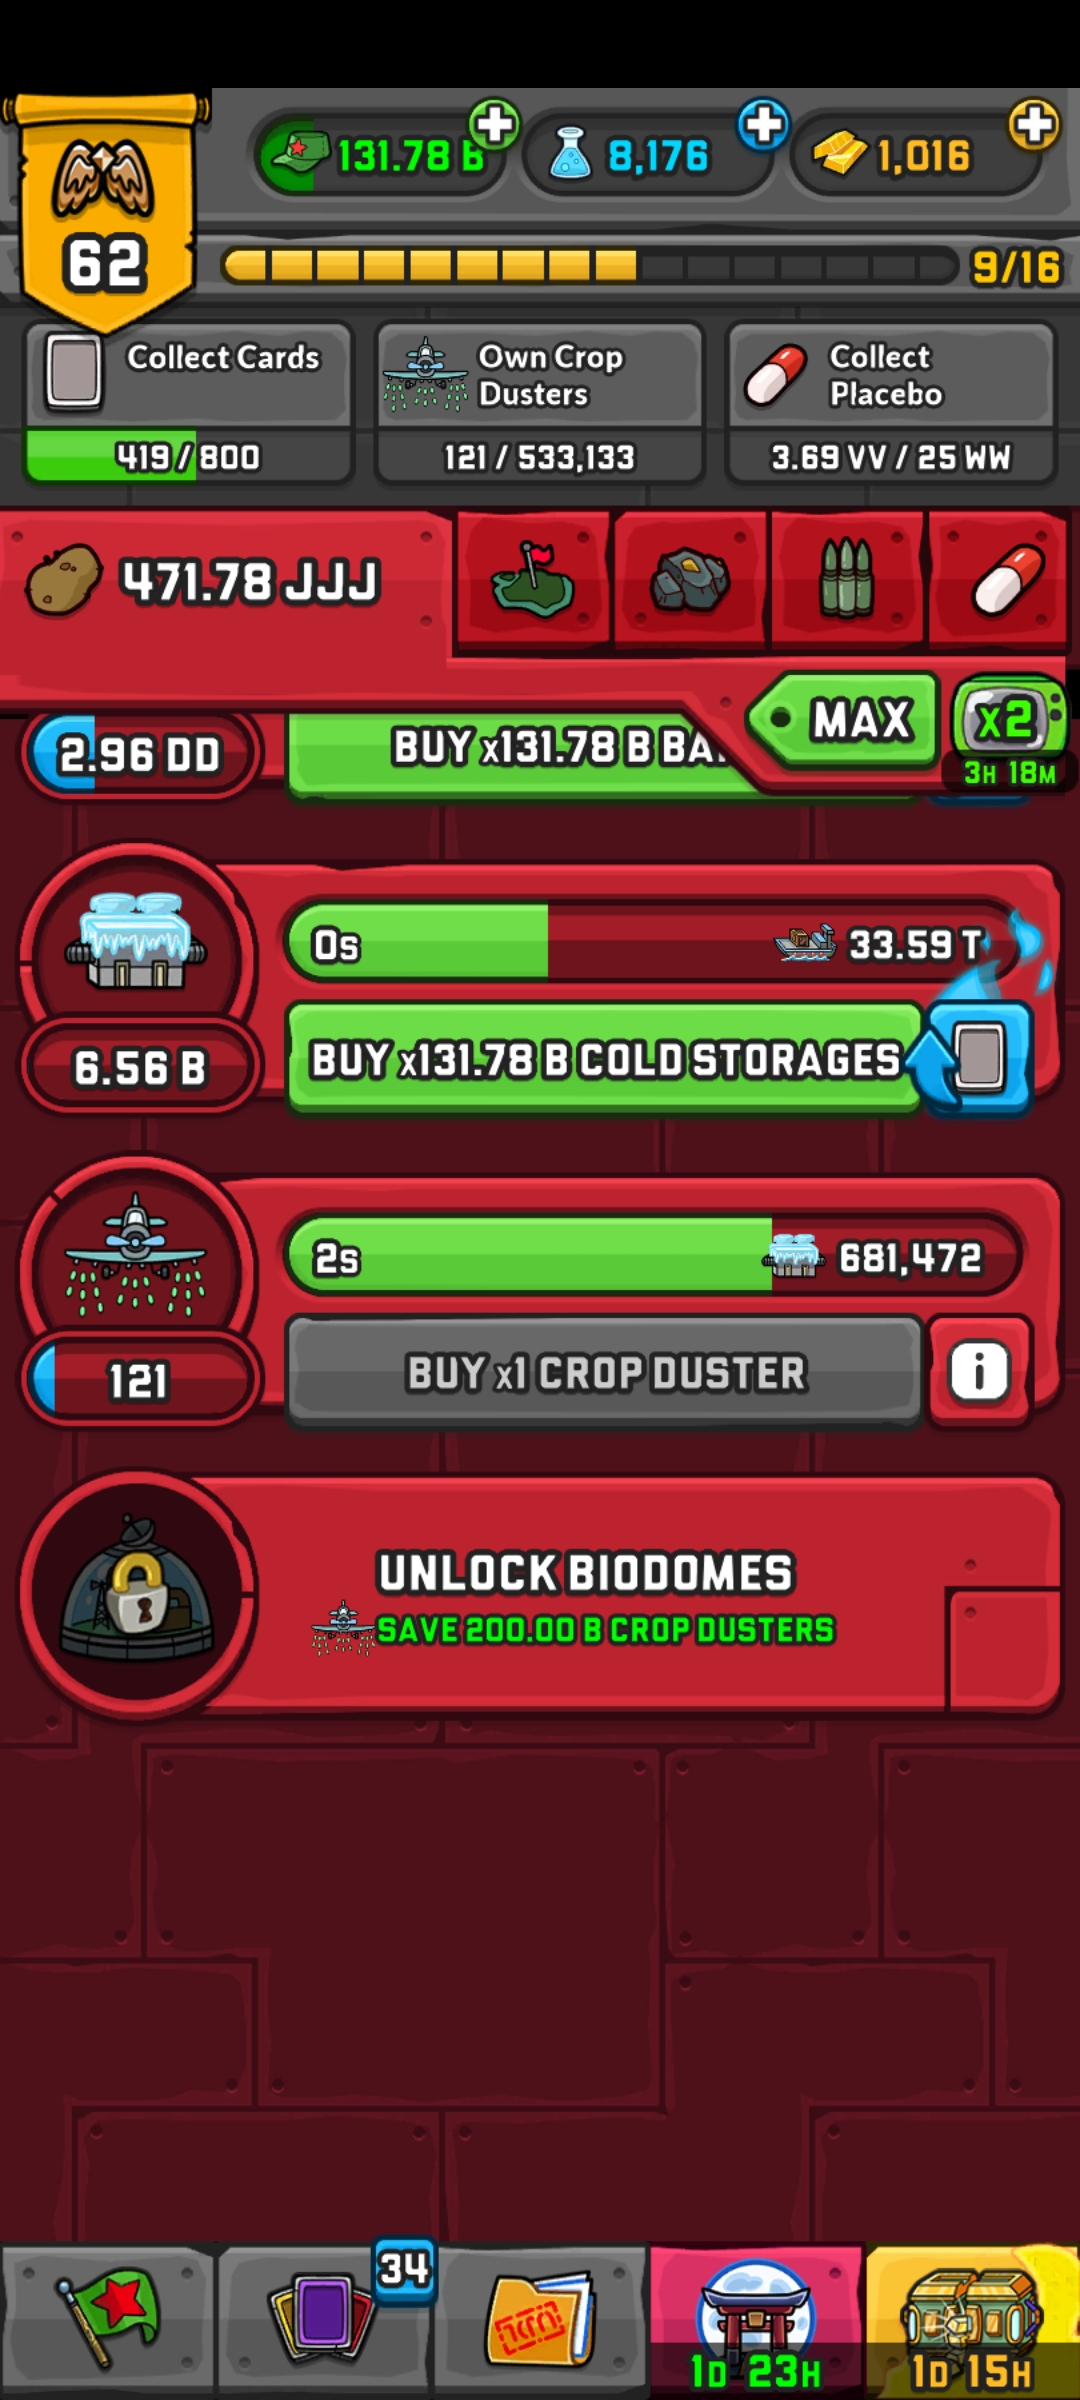 131.78 B
8,176
1,016
62
9/16
Collect Cards
419 / 800
Own Crop
Dusters
121 / 533,133
Collect
Placebo
3.69 VV / 25 WW
471.78 JJJ
MAX
X2
3H 18M
2.96 DD
BUY x131.78 B
0s
33.59 T
6.56 B
BUY x131.78 B COLD STORAGES
2s
681,472
121
BUY x1 CROP DUSTER
i
UNLOCK BIODOMES
SAVE 200.00 B CROP DUSTERS
34
1D 23H
1D 15H